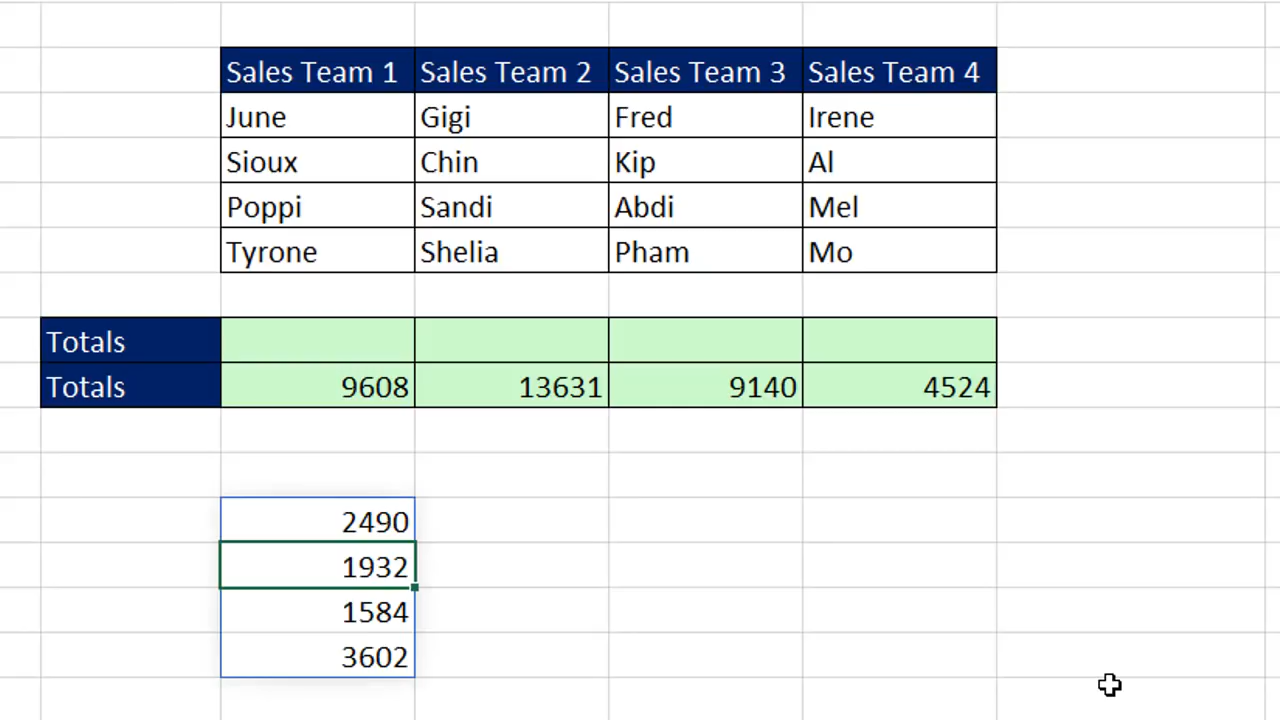 Sales Team 1 Sales Team 2 Sales Team 3 Sales Team 4
June Gigi Fred Irene
Sioux Chin Kip Al
Poppi Sandi Abdi Mel
Tyrone Shelia Pham Mo
Totals
Totals 9608 13631 9140 4524
2490
1932
1584
3602